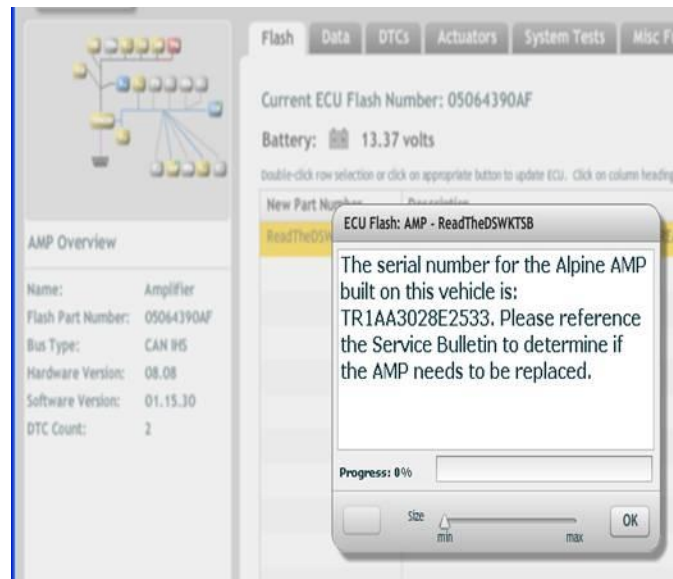 Flash
Data
DTCs
Actuators
System Tests
Misc
Current ECU Flash Number: 05064390AF
Battery: 13.37 volts
Double-click row selection or click on appropriate button to update ECU. Click on column heading
New Part Number
Description
ECU Flash: AMP - ReadTheDSWKTSB
The serial number for the Alpine AMP
built on this vehicle is:
TR1AA3028E2533. Please reference
the Service Bulletin to determine if
the AMP needs to be replaced.
Progress: 0%
Size
min
max
OK
AMP Overview
Name: Amplifier
Flash Part Number: 05064390AF
Bus Type: CAN IHS
Hardware Version: 08.08
Software Version: 01.15.30
DTC Count: 2